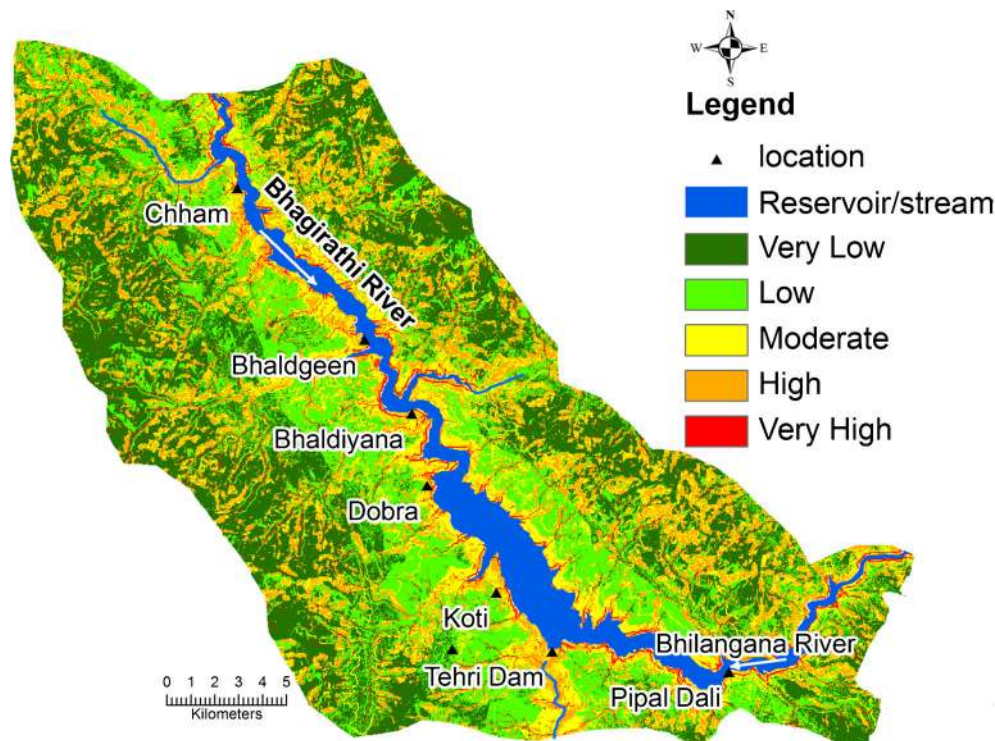 N
W E
S
Legend
location
Reservoir/stream
Very Low
Low
Moderate
High
Very High
Chham
Bhagirathi River
Bhaldgeen
Bhaldiyana
Dobra
Koti
Tehri Dam
Bhilangana River
Pipal Dali
0 1 2 3 4 5
Kilometers